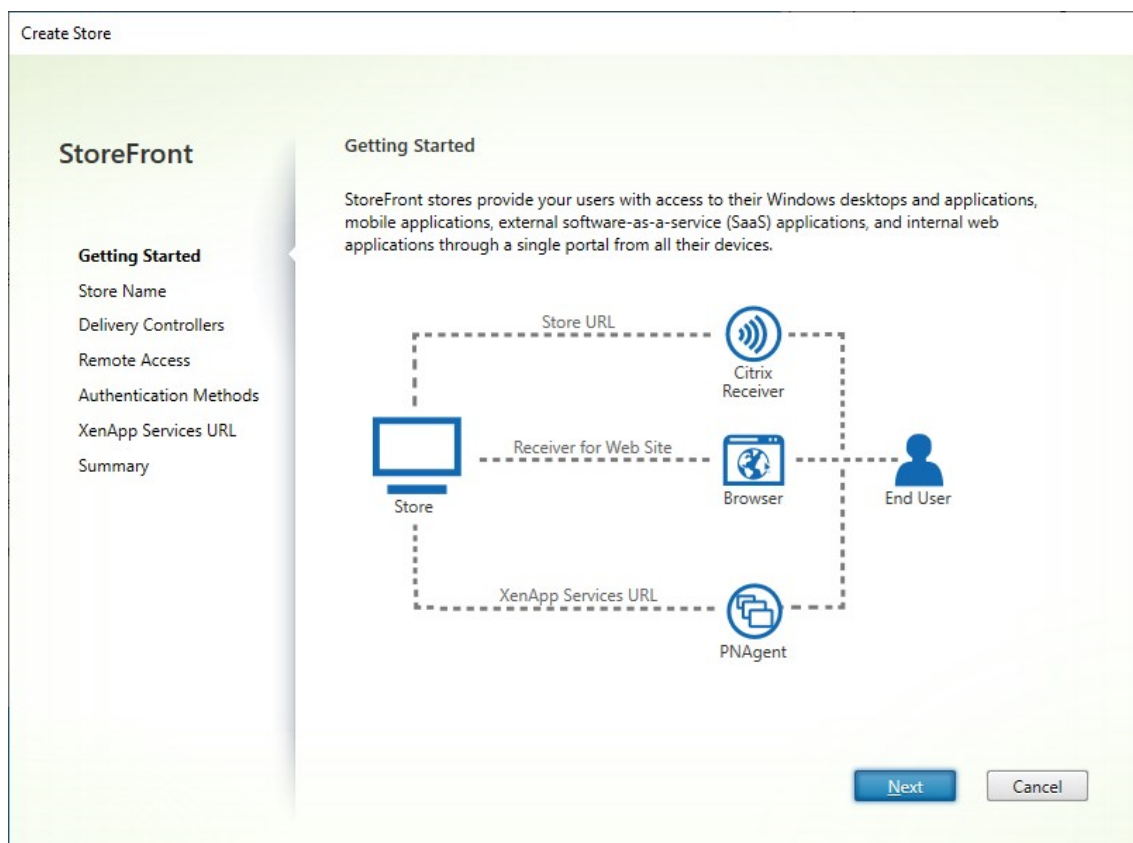 Create Store
StoreFront
Getting Started
Store Name
Delivery Controllers
Remote Access
Authentication Methods
XenApp Services URL
Summary
Getting Started
StoreFront stores provide your users with access to their Windows desktops and applications,
mobile applications, external software-as-a-service (SaaS) applications, and internal web
applications through a single portal from all their devices.
Store URL
Citrix
Receiver
Receiver for Web Site
Store
Browser
End User
XenApp Services URL
PNAgent
Next
Cancel